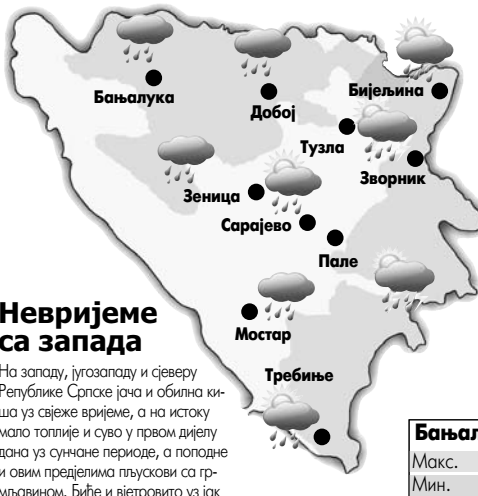 Бањалука
Добој
Бијељина
Тузла
Зворник
Зеница
Сарајево
Пале
Мостар
Требиње
Невријеме
са запада
На западу, југозападу и сјеверу
Републике Српске јача и обилна ки-
ша уз свјеже вријеме, а на истоку
мало топлије и суво у првом дијелу
дана уз сунчане периоде, а поподне
и овим предјелима пљускови са гр-
мљавином. Биће и вјетровито уз јак
Бањал
Макс.
Мин.